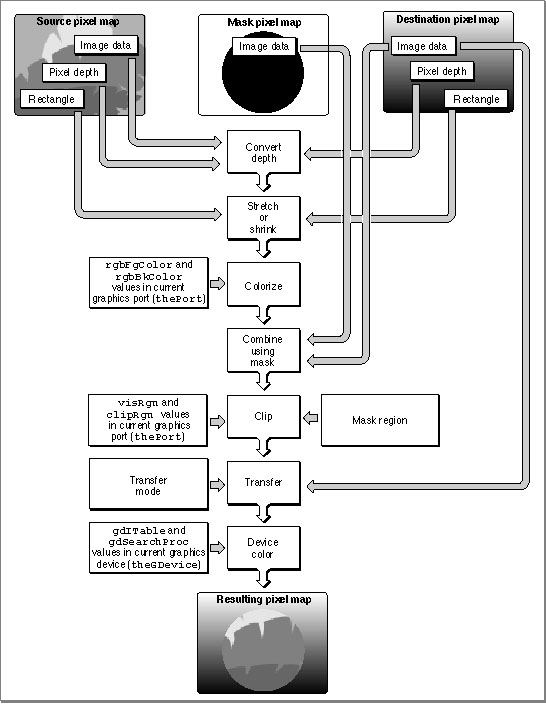 Source pixel map
Image data
Pixel depth
Rectangle
Mask pixel map
Image data
Destination pixel map
Image data
Pixel depth
Rectangle
Convert
depth
Stretch
or
shrink
rgbFgColor and
rgbBkColor
values in current
graphics port (thePort)
Colorize
Combine
using
mask
visRgn and
clipRgn values
in current graphics
port (thePort)
Clip
Mask region
Transfer
mode
Transfer
gdITable and
gdSearchProc
values in current graphics
device (theGDevice)
Device
color
Resulting pixel map